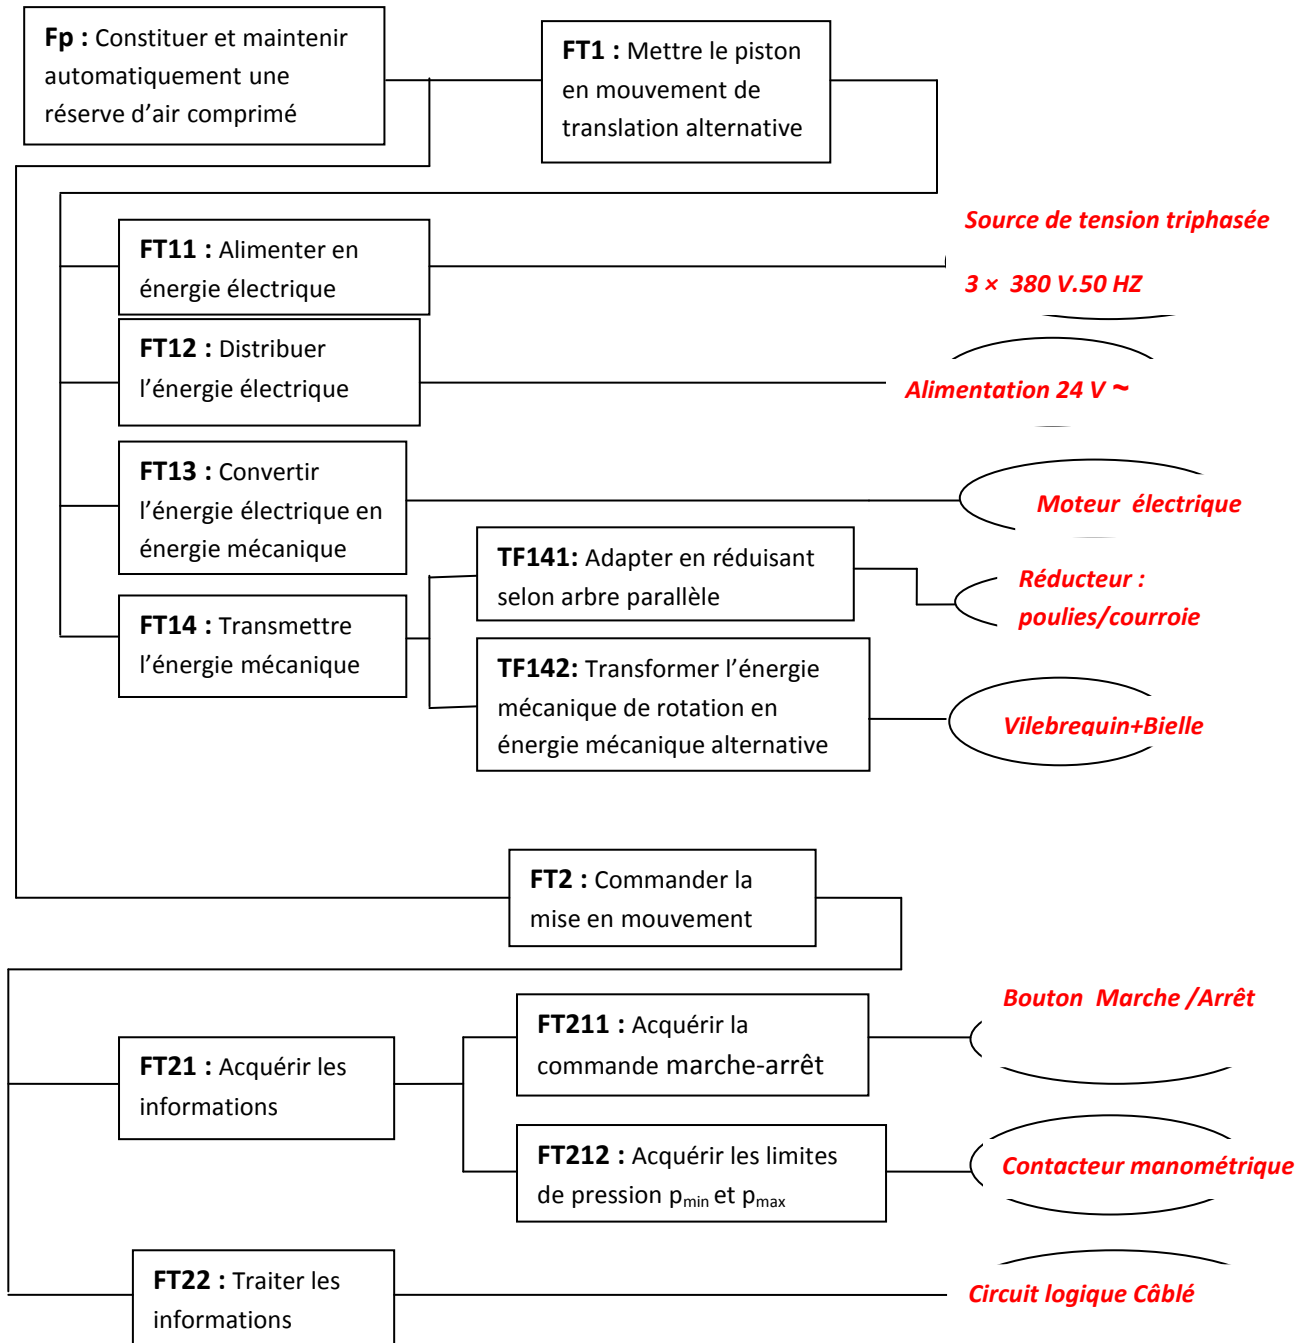 Fp : Constituer et maintenir
automatiquement une
réserve d'air comprimé
FT1 : Mettre le piston
en mouvement de
translation alternative
FT11 : Alimenter en
énergie électrique
Source de tension triphasée
3 × 380 V.50 HZ
FT12 : Distribuer
l'énergie électrique
Alimentation 24 V ~
FT13 : Convertir
l'énergie électrique en
énergie mécanique
Moteur électrique
FT14 : Transmettre
l'énergie mécanique
TF141: Adapter en réduisant
selon arbre parallèle
Réducteur :
poulies/courroie
TF142: Transformer l'énergie
mécanique de rotation en
énergie mécanique alternative
Vilebrequin+Bielle
FT2 : Commander la
mise en mouvement
FT21 : Acquérir les
informations
FT211 : Acquérir la
commande marche-arrêt
Bouton Marche /Arrêt
FT212 : Acquérir les limites
de pression pmin et pmax
Contacteur manométrique
FT22 : Traiter les
informations
Circuit logique Câblé